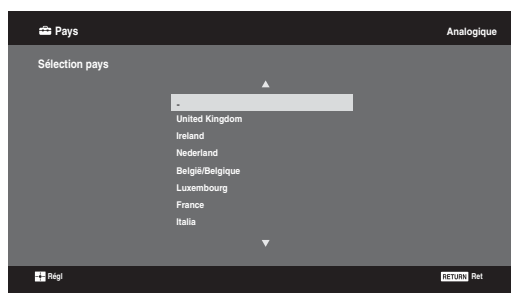 Pays
Analogique
Sélection pays
-
United Kingdom
Ireland
Nederland
België/Belgique
Luxembourg
France
Italia
Régl
RETURN Ret